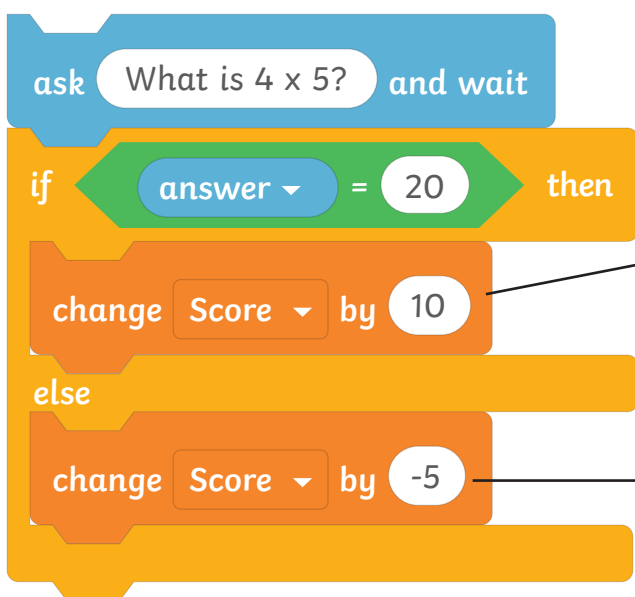 ask What is 4 x 5? and wait
if answer = 20 then
change Score by 10
else
change Score by -5